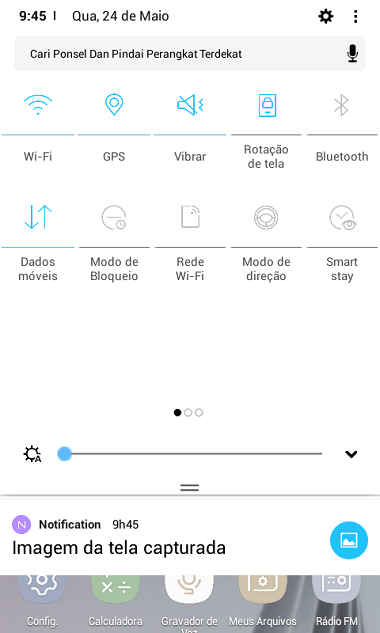 9:45 Qua, 24 de Maio
Cari Ponsel Dan Pindai Perangkat Terdekat
Wi-Fi
GPS
Vibrar
Rotação
de tela
Bluetooth
Dados
móveis
Modo de
Bloqueio
Rede
Wi-Fi
Modo de
direção
Smart
stay
A
N Notification 9h45
Imagem da tela capturada
Config.
Calculadora
Gravador de
Voz
Meus Arquivos
Rádio FM